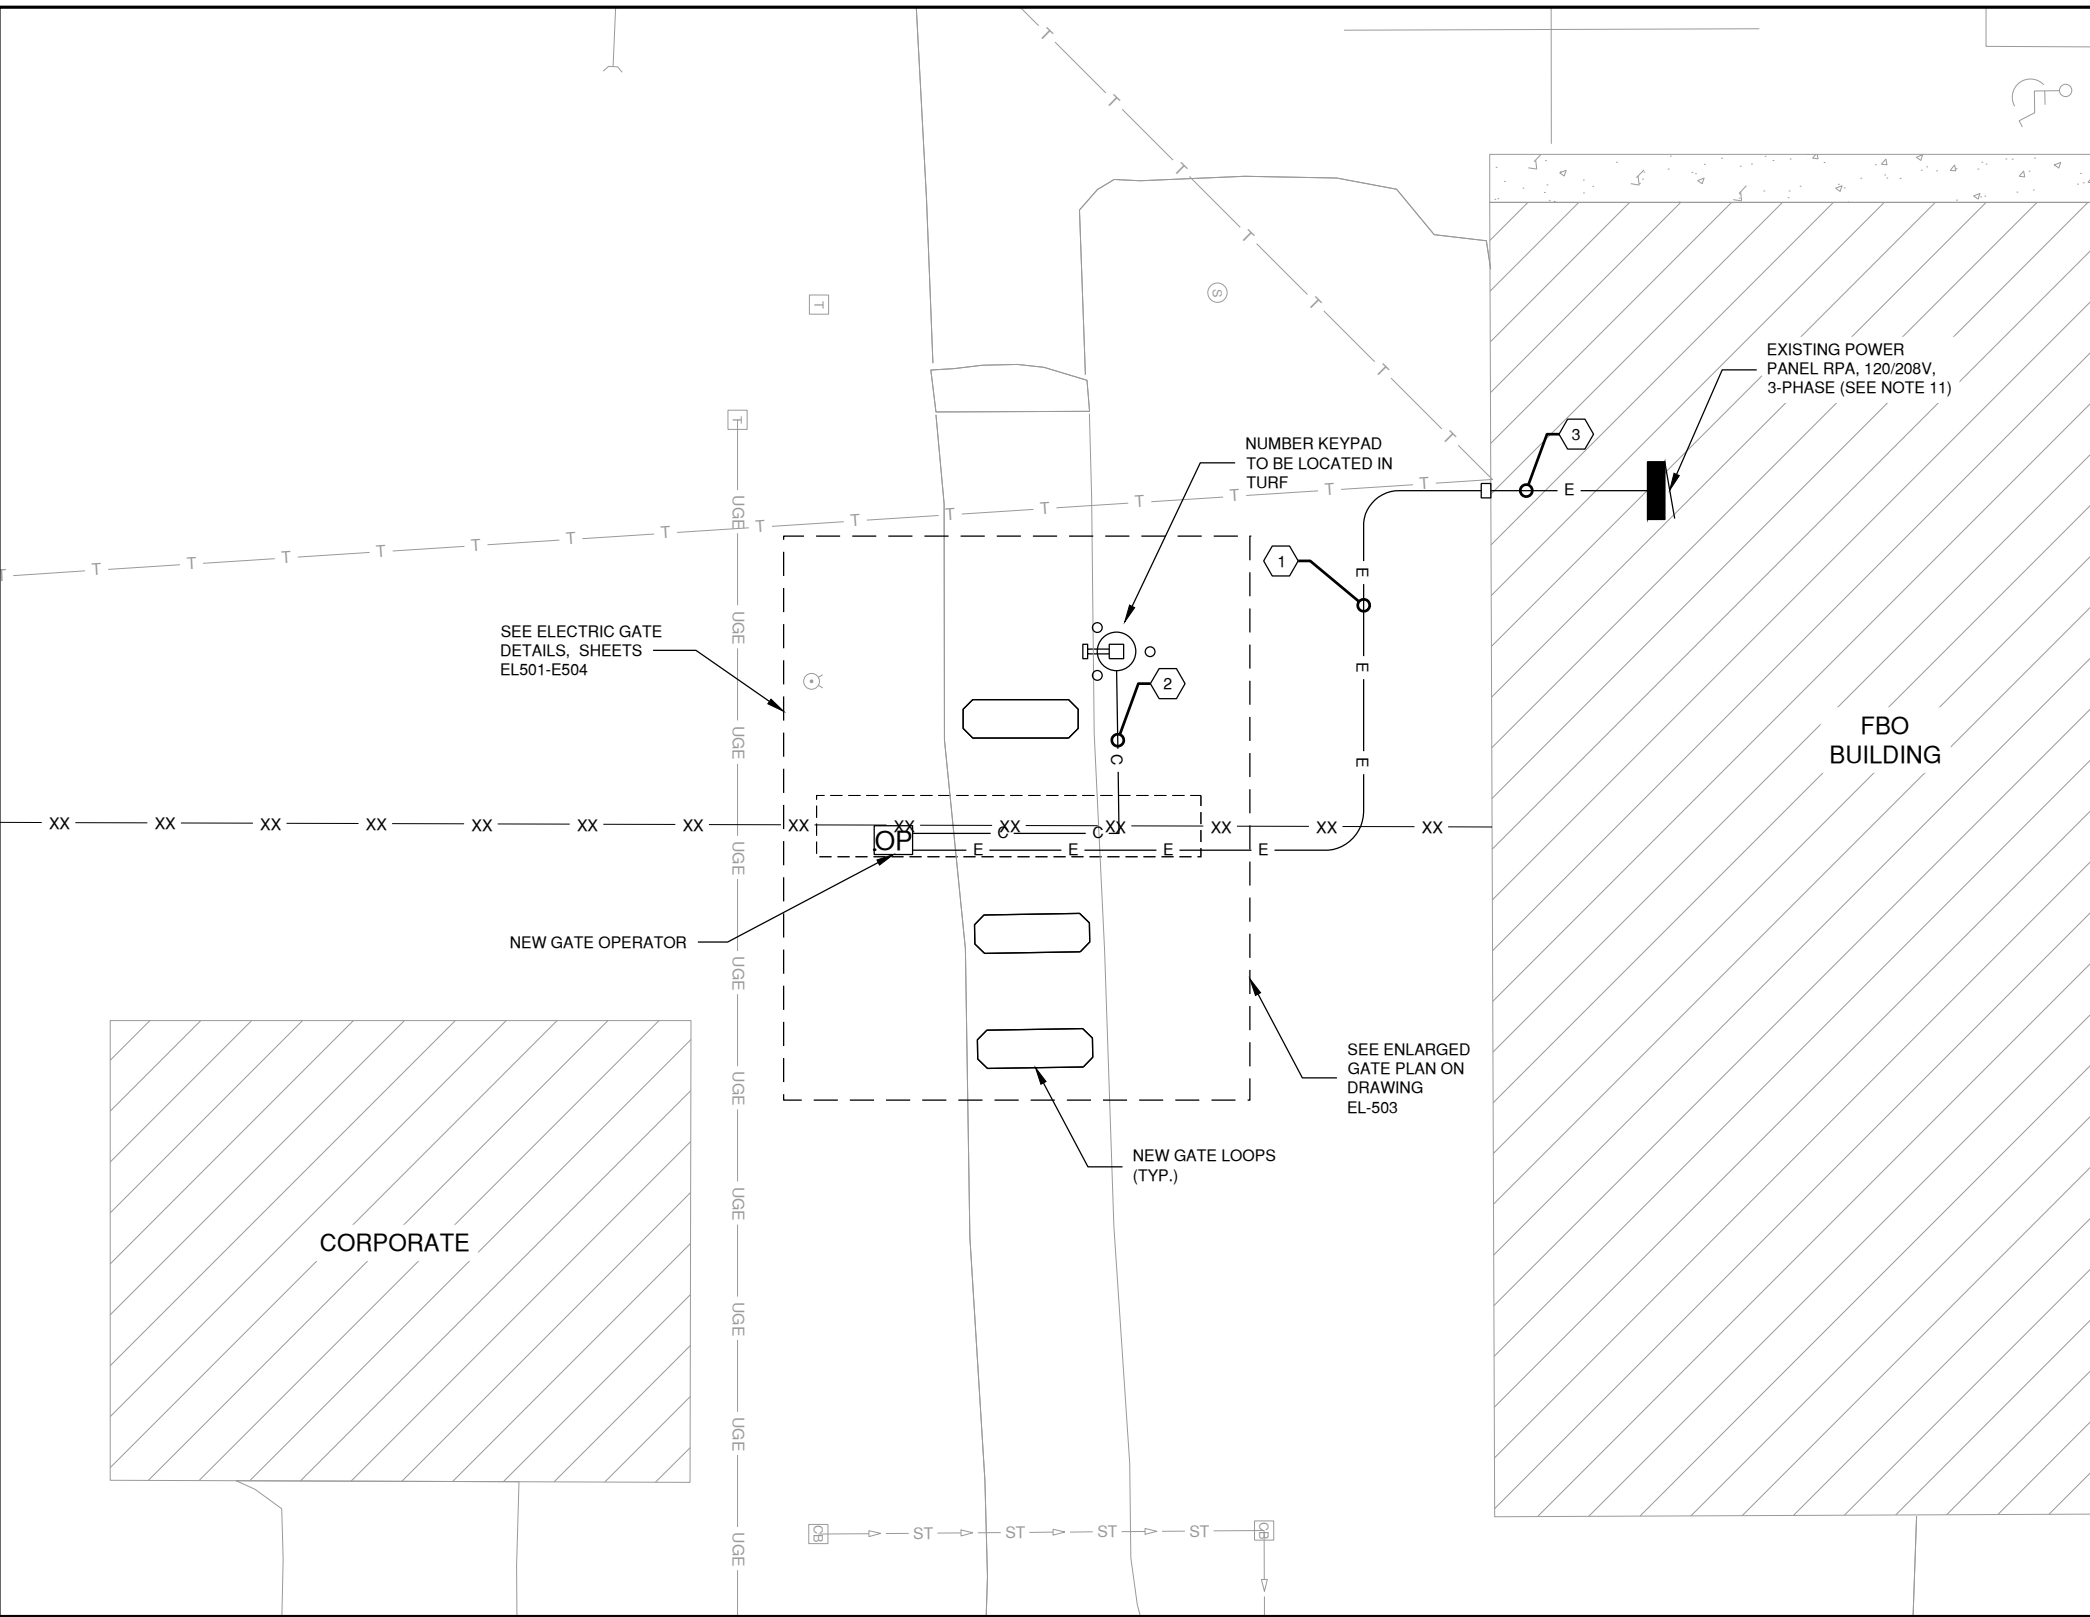 T
T
T
T
T
T
T
S
T
T
EXISTING POWER
PANEL RPA, 120/208V,
3-PHASE (SEE NOTE 11)
T
3
NUMBER KEYPAD
TO BE LOCATED IN
TURF
E
T T T T T T T T T T T T T T T T
UGE
1
E
SEE ELECTRIC GATE
DETAILS, SHEETS
EL501-E504
UGE
E
2
UGE
C
E
FBO
BUILDING
XX XX XX XX XX XX XX XX XX XX XX XX XX XX
C C
OP
E E E E
UGE
NEW GATE OPERATOR
UGE
SEE ENLARGED
GATE PLAN ON
DRAWING
EL-503
UGE
NEW GATE LOOPS
(TYP.)
UGE
CORPORATE
UGE
UGE
CB ST ST ST ST CB
UGE